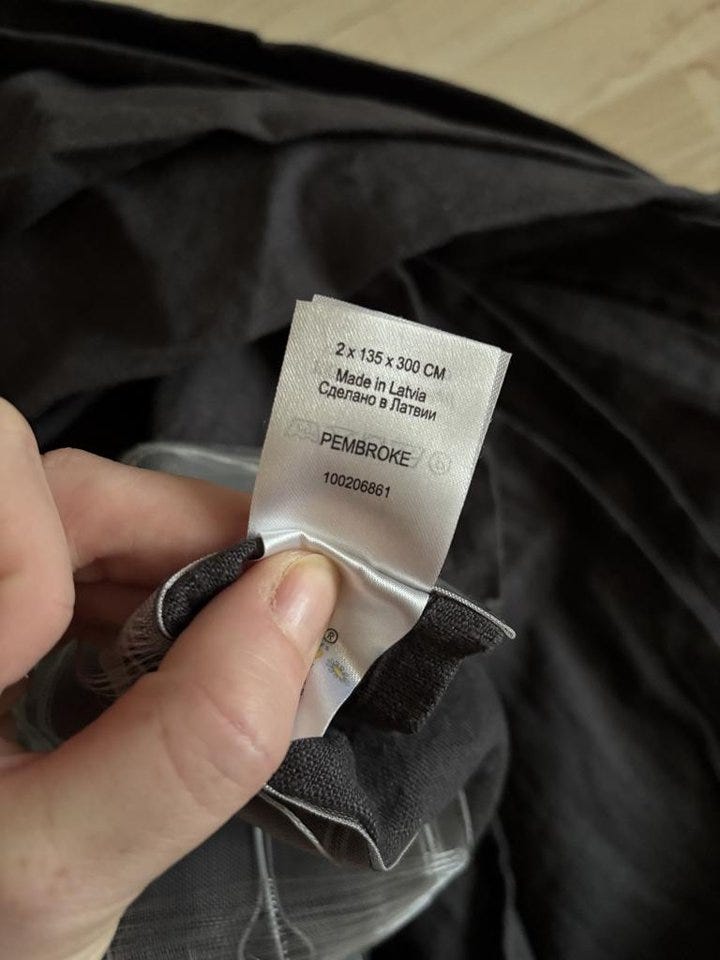 2 x 135 x 300 CM
Made in Latvia
Сделано в Латвии
PEMBROKE
100206861
®